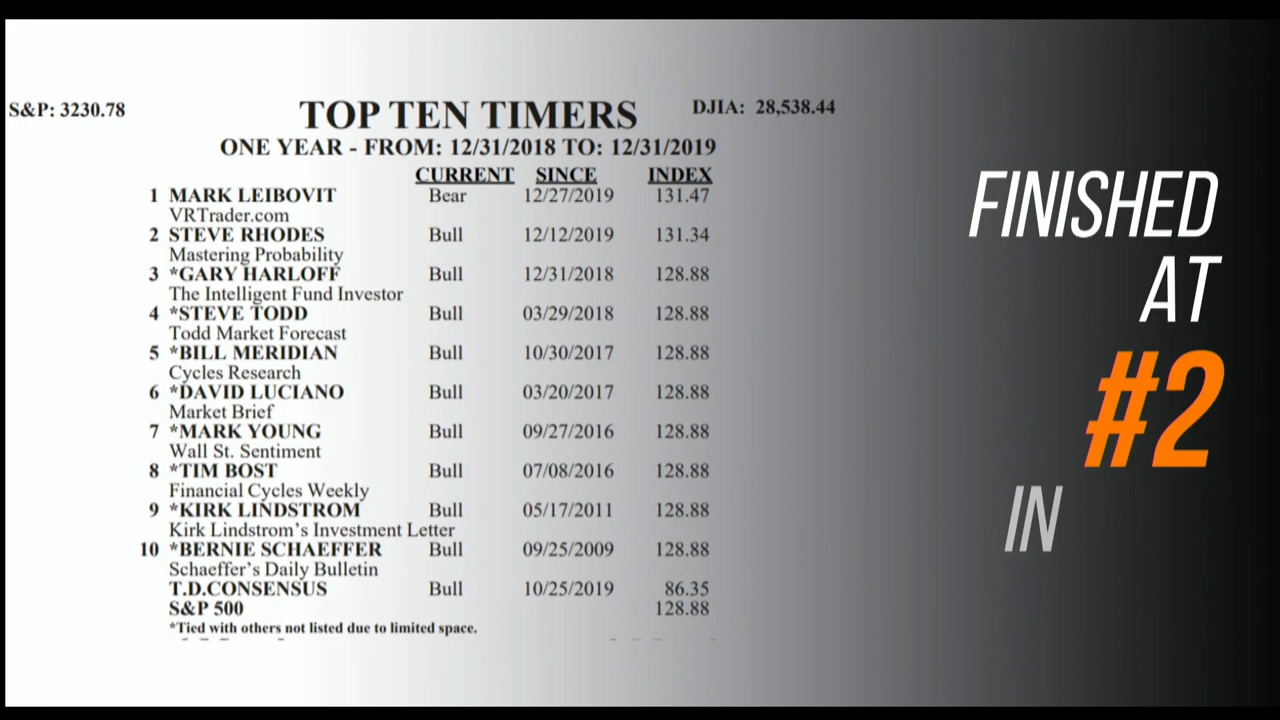 S&P: 3230.78
TOP TEN TIMERS
DJIA: 28,538.44
ONE YEAR - FROM: 12/31/2018 TO: 12/31/2019
CURRENT SINCE INDEX
1 MARK LEIBOVIT Bear 12/27/2019 131.47
VRTrader.com
2 STEVE RHODES Bull 12/12/2019 131.34
Mastering Probability
3 *GARY HARLOFF Bull 12/31/2018 128.88
The Intelligent Fund Investor
4 *STEVE TODD Bull 03/29/2018 128.88
Todd Market Forecast
5 *BILL MERIDIAN Bull 10/30/2017 128.88
Cycles Research
6 *DAVID LUCIANO Bull 03/20/2017 128.88
Market Brief
7 *MARK YOUNG Bull 09/27/2016 128.88
Wall St. Sentiment
8 *TIM BOST Bull 07/08/2016 128.88
Financial Cycles Weekly
9 *KIRK LINDSTROM Bull 05/17/2011 128.88
Kirk Lindstrom's Investment Letter
10 *BERNIE SCHAEFFER Bull 09/25/2009 128.88
Schaeffer's Daily Bulletin
T.D.CONSENSUS Bull 10/25/2019 86.35
S&P 500 128.88
*Tied with others not listed due to limited space.
FINISHED
AT
#2
IN